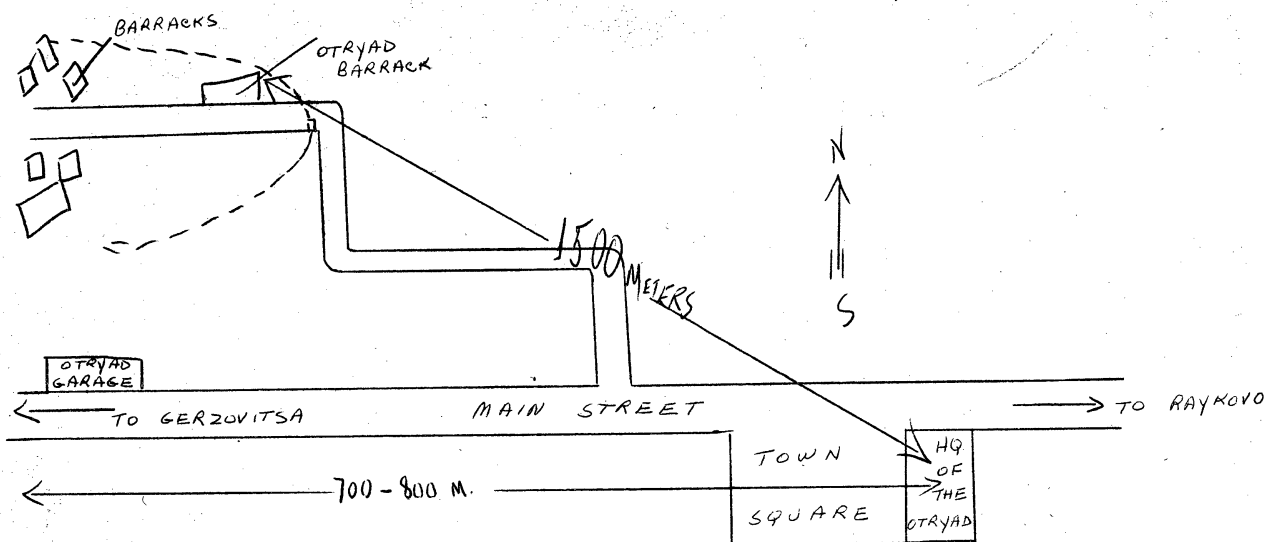 BARRACKS
OTRYAD
BARRACK
N
1500
METERS
S
OTRYAD
GARAGE
TO GERZOVITSA
MAIN STREET
TO RAYKOVO
TOWN
SQUARE
HQ
OF
THE
OTRYAD
700-800 M.